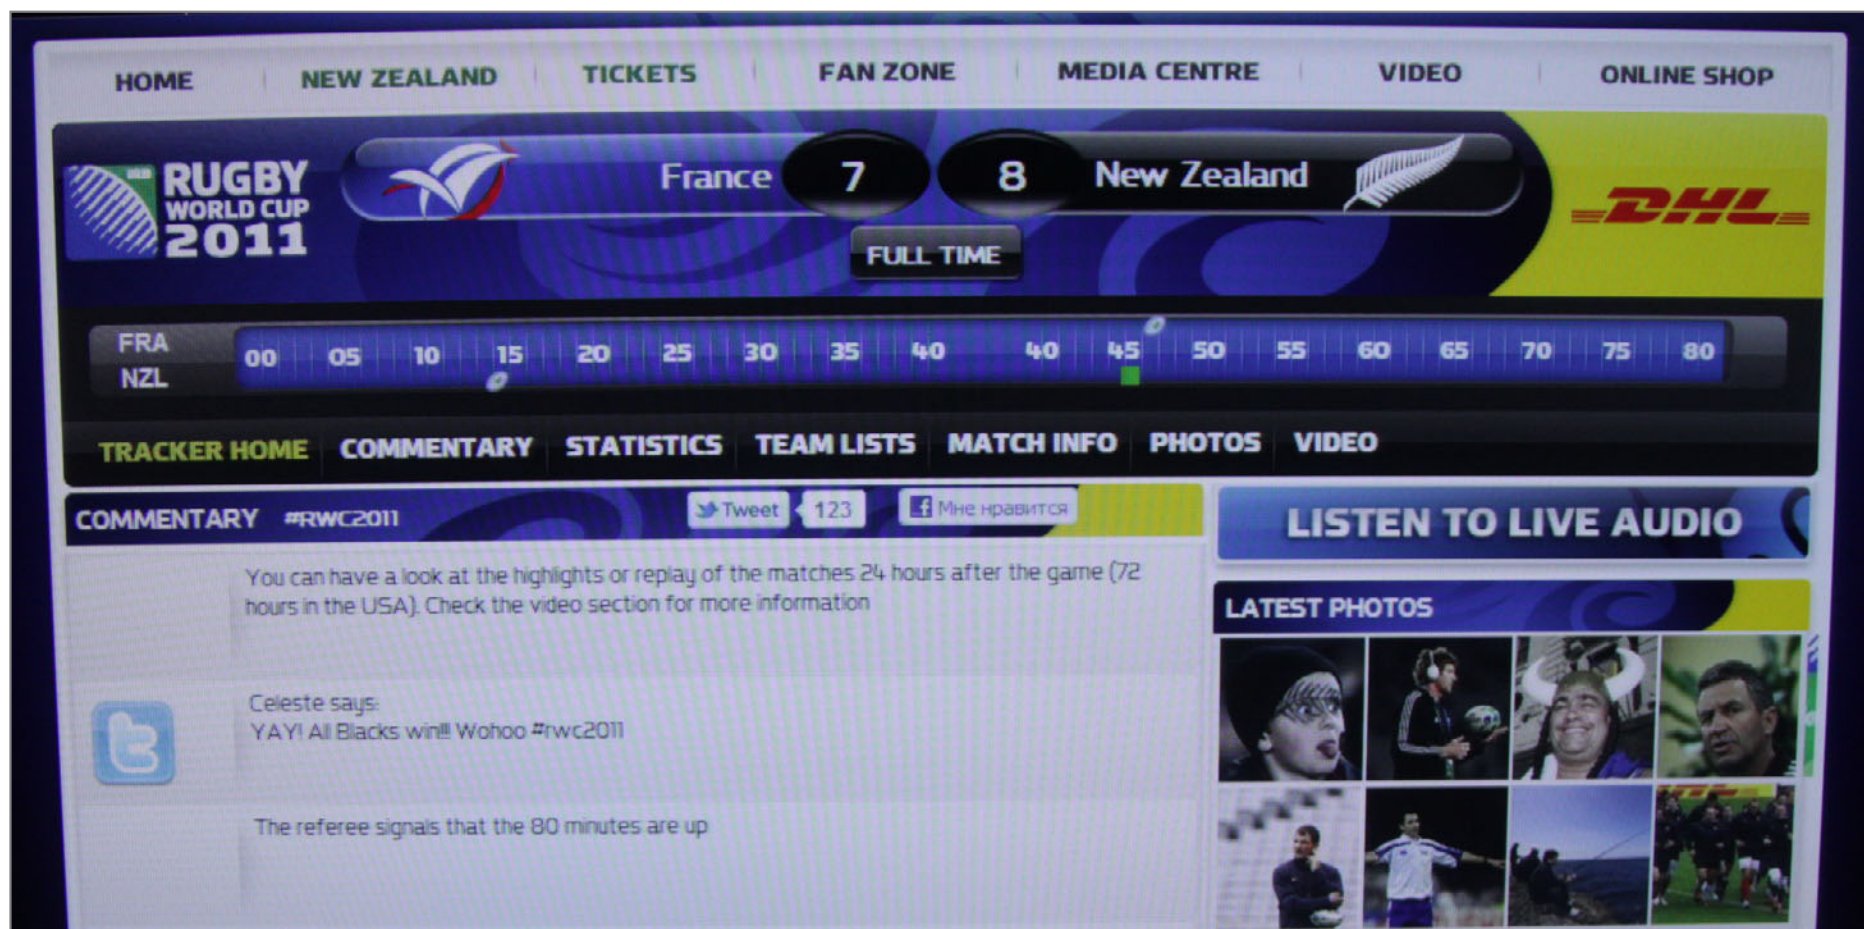 HOME NEW ZEALAND TICKETS FAN ZONE MEDIA CENTRE VIDEO ONLINE SHOP
RUGBY
WORLD CUP
2011
France 7 8 New Zealand
DHL
FULL TIME
FRA
00 05 10 15 20 25 30 35 40 40 45 50 55 60 65 70 75 80
NZL
TRACKER HOME COMMENTARY STATISTICS TEAM LISTS MATCH INFO PHOTOS VIDEO
COMMENTARY #RWC2011 Tweet 123 Мне нравится
LISTEN TO LIVE AUDIO
You can have a look at the highlights or replay of the matches 24 hours after the game (72
hours in the USA). Check the video section for more information
LATEST PHOTOS
Celeste says:
YAY! All Blacks win!!! Wohoo #rwc2011
The referee signals that the 80 minutes are up